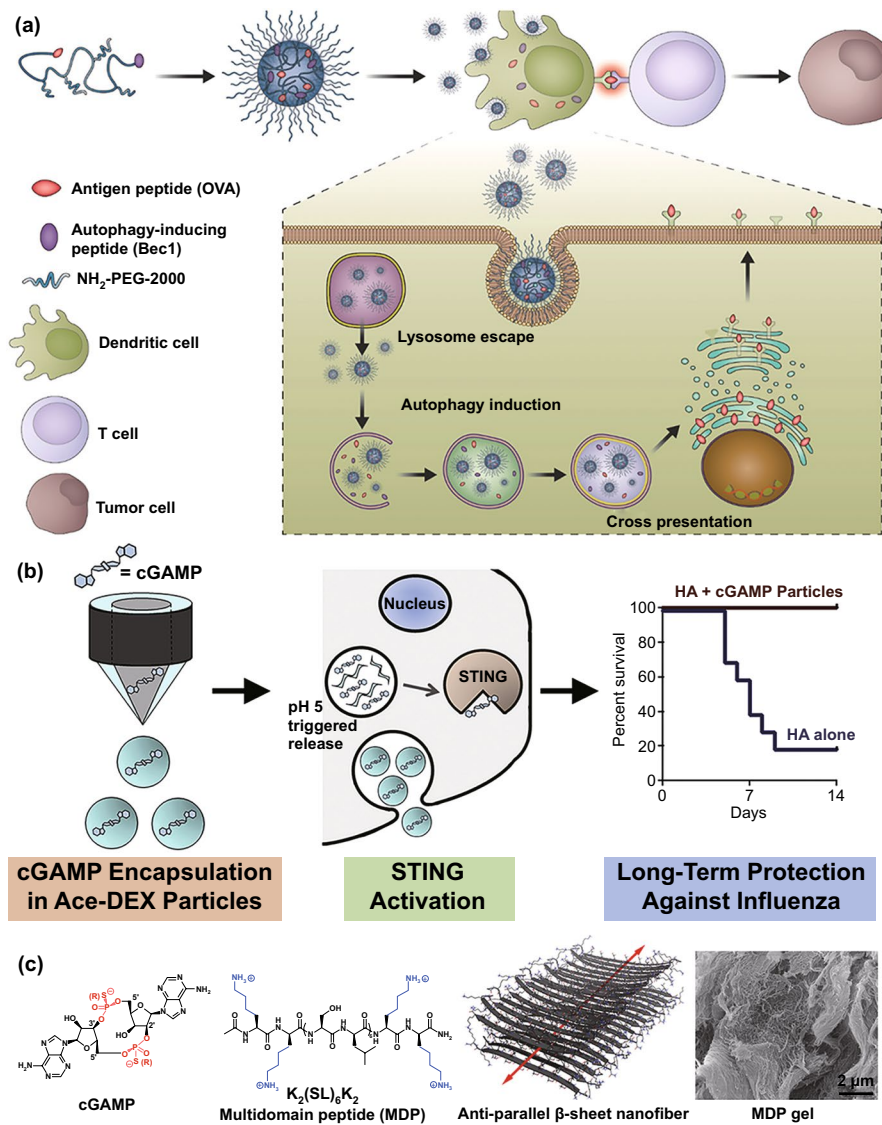 (a)
Antigen peptide (OVA)
Autophagy-inducing
peptide (Bec1)
NH₂-PEG-2000
Dendritic cell
T cell
Tumor cell
Lysosome escape
Autophagy induction
Cross presentation
(b)
= cGAMP
Nucleus
STING
pH 5
triggered
release
HA + cGAMP Particles
HA alone
Percent survival
100
80
60
40
20
0
0
7
14
Days
cGAMP Encapsulation
in Ace-DEX Particles
STING
Activation
Long-Term Protection
Against Influenza
(c)
(R)
S⊖
O
P
O
O
5'
N
N
N
N
NH₂
HO
3'
O
HO
2'
O
N
N
N
N
H₂N
5'
O
O
P
O
⊖S
(R)
cGAMP
NH₃
⊕
NH₃
⊕
OH
O
O
O
N
H
H
N
O
N
H
H
N
O
N
H
H
N
O
NH₂
⊕
NH₃
⊕
NH₃
K₂(SL)₆K₂
Multidomain peptide (MDP)
Anti-parallel β-sheet nanofiber
2 µm
MDP gel